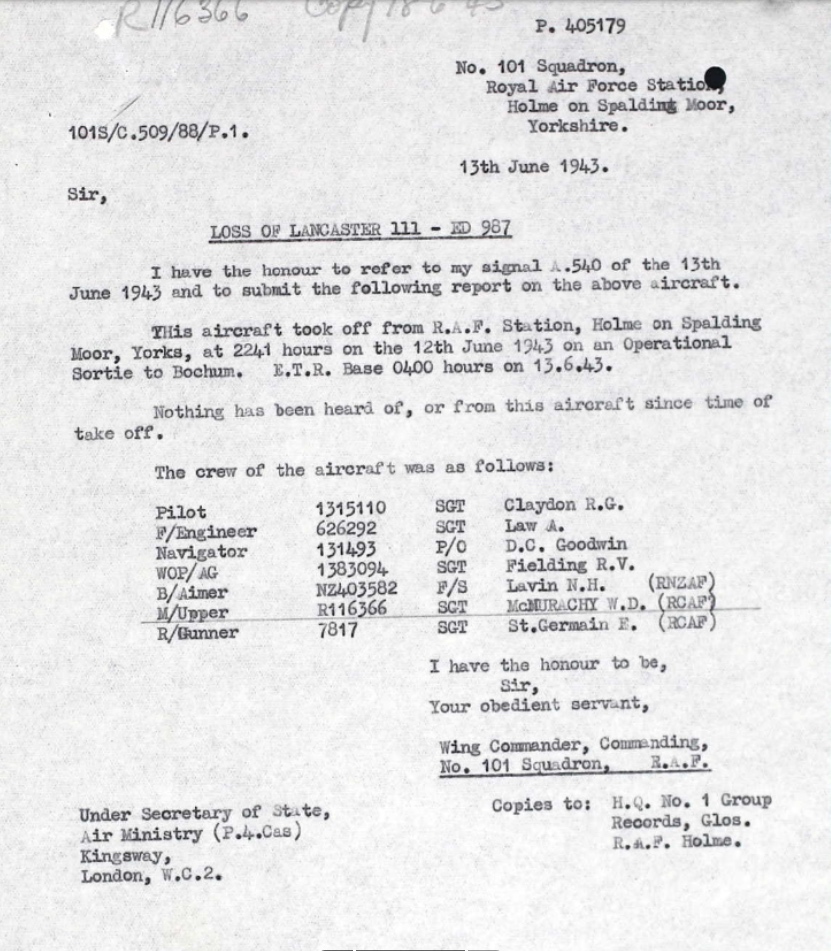 R116366 Copy 18 6 43
P. 405179
No. 101 Squadron,
Royal Air Force Station,
Holme on Spalding Moor,
Yorkshire.
101S/C.509/88/P.1.
13th June 1943.
Sir,
LOSS OF LANCASTER 111 - ED 987
I have the honour to refer to my signal A.540 of the 13th
June 1943 and to submit the following report on the above aircraft.
THis aircraft took off from R.A.F. Station, Holme on Spalding
Moor, Yorks, at 2241 hours on the 12th June 1943 on an Operational
Sortie to Bochum. E.T.R. Base 0400 hours on 13.6.43.
Nothing has been heard of, or from this aircraft since time of
take off.
The crew of the aircraft was as follows:
Pilot 1315110 SGT Claydon R.G.
F/Engineer 626292 SGT Law A.
Navigator 131493 P/O D.C. Goodwin
WOP/AG 1383094 SGT Fielding R.V.
B/Aimer NZ403582 F/S Lavin N.H. (RNZAF)
M/Upper R116366 SGT McMURACHY W.D. (RCAF)
R/Gunner 7817 SGT St.Germain E. (RCAF)
I have the honour to be,
Sir,
Your obedient servant,
Wing Commander, Commanding,
No. 101 Squadron, R.A.F.
Copies to: H.Q. No. 1 Group
Records, Glos.
R.A.F. Holme.
Under Secretary of State,
Air Ministry (P.4.Cas)
Kingsway,
London, W.C.2.